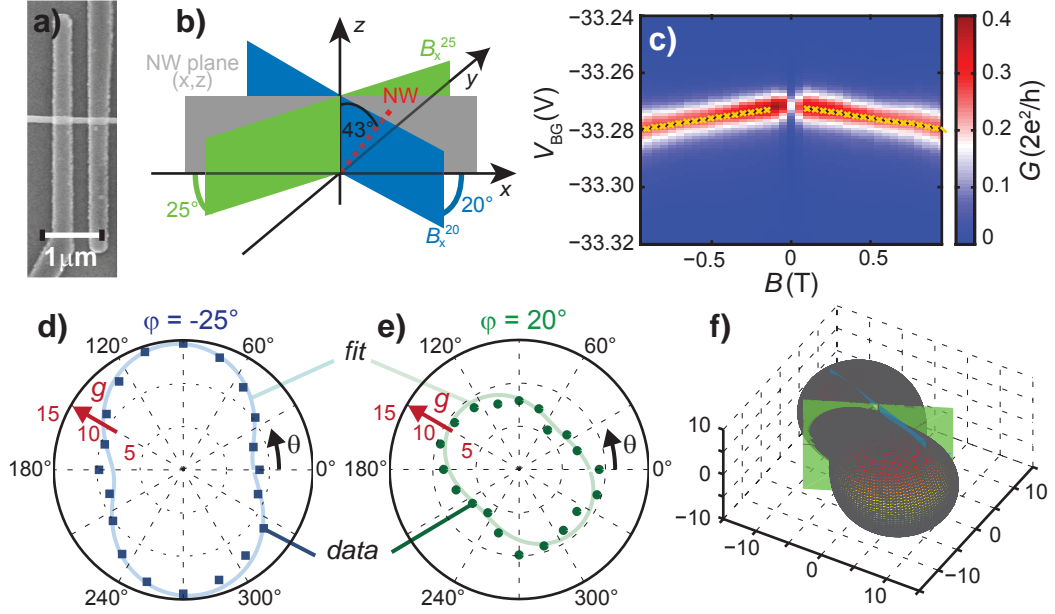 a)
1μm
b)
z
B_x^25
y
NW plane
(x,z)
NW
43°
x
25°
20°
B_x^20
c)
V_BG (V)
−33.24
−33.26
−33.28
−33.30
−33.32
−0.5
0
0.5
B (T)
0.4
0.3
0.2
0.1
0
G (2e²/h)
d)
φ = -25°
120°
60°
g
15
10
5
θ
180°
0°
240°
300°
fit
data
e)
φ = 20°
120°
60°
g
15
10
5
θ
180°
0°
240°
300°
f)
10
5
0
−5
−10
−10
0
10
−10
0
10